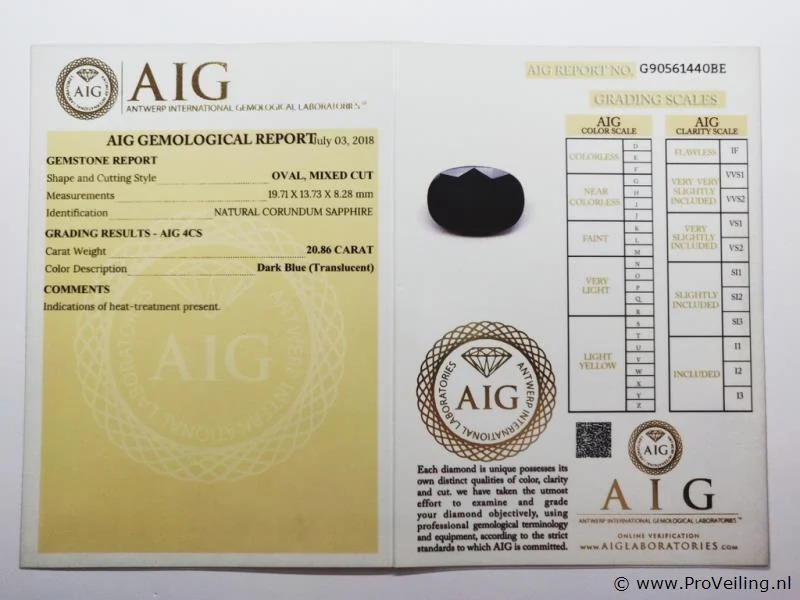 AIG
AIG
ANTWERP INTERNATIONAL GEMOLOGICAL LABORATORIES
AIG GEMOLOGICAL REPORT July 03, 2018
GEMSTONE REPORT
Shape and Cutting Style OVAL, MIXED CUT
Measurements 19.71 X 13.73 X 8.28 mm
Identification NATURAL CORUNDUM SAPPHIRE
GRADING RESULTS - AIG 4CS
Carat Weight 20.86 CARAT
Color Description Dark Blue (Translucent)
COMMENTS
Indications of heat-treatment present.
AIG
AIG REPORT NO. G90561440BE
GRADING SCALES
AIG
COLOR SCALE
COLORLESS
D
E
F
NEAR
COLORLESS
G
H
I
J
FAINT
K
L
M
VERY
LIGHT
N
O
P
Q
R
LIGHT
YELLOW
S
T
U
V
W
X
Y
Z
AIG
CLARITY SCALE
FLAWLESS
IF
VERY VERY
SLIGHTLY
INCLUDED
VVS1
VVS2
VERY
SLIGHTLY
INCLUDED
VS1
VS2
SLIGHTLY
INCLUDED
SI1
SI2
SI3
INCLUDED
I1
I2
I3
AIG
ANTWERP INTERNATIONAL LABORATORIES
Each diamond is unique possesses its
own distinct qualities of color, clarity
and cut. we have taken the utmost
effort to examine and grade
your diamond objectively, using
professional gemological terminology
and equipment, according to the strict
standards to which AIG is committed.
AIG
AIG
ANTWERP INTERNATIONAL GEMOLOGICAL LABORATORIES™
ONLINE VERIFICATION
www.AIGLABORATORIES.COM
© www.ProVeiling.nl